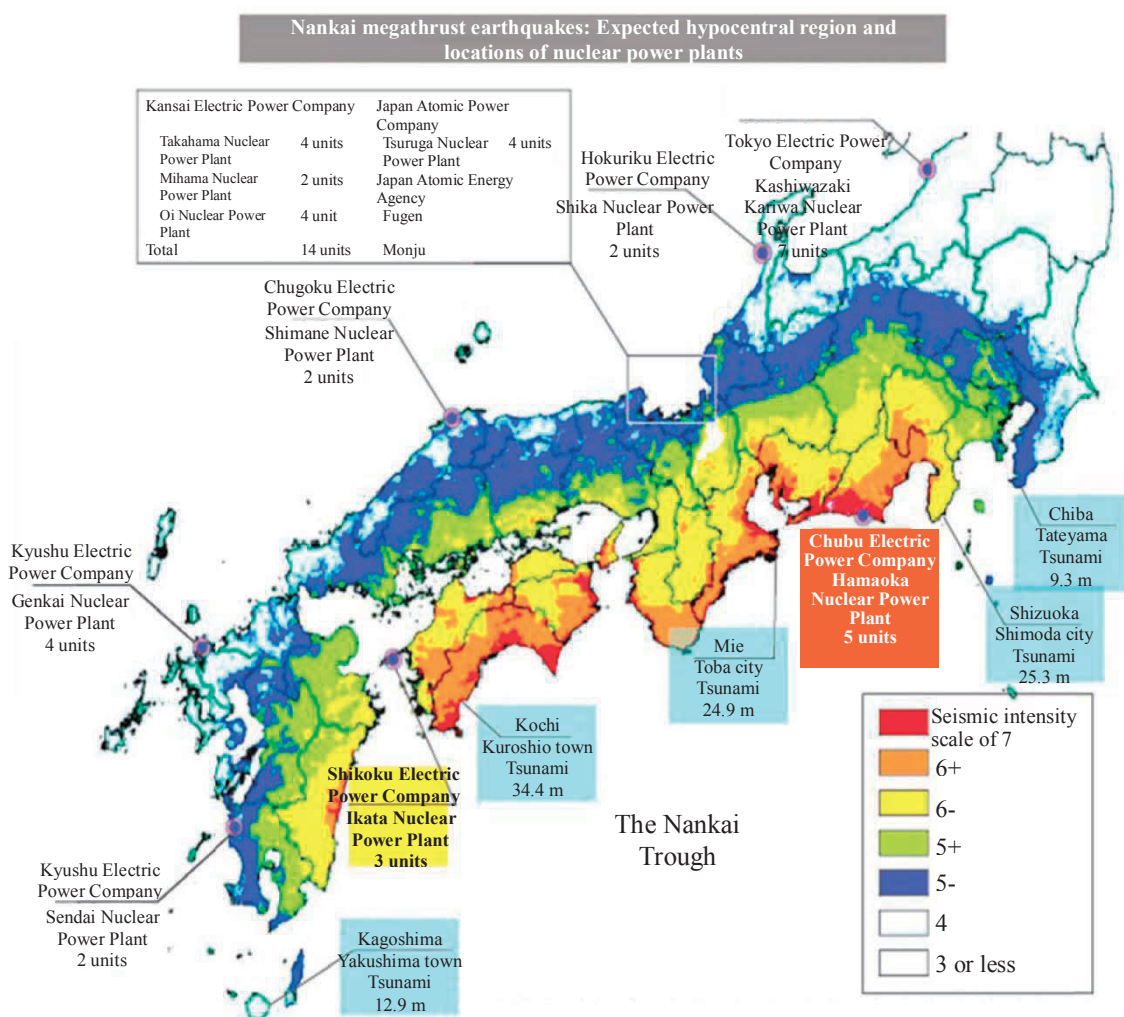 Nankai megathrust earthquakes: Expected hypocentral region and
locations of nuclear power plants
Kansai Electric Power Company
Takahama Nuclear 4 units
Power Plant
Mihama Nuclear 2 units
Power Plant
Oi Nuclear Power 4 unit
Plant
Total 14 units
Japan Atomic Power
Company
Tsuruga Nuclear 4 units
Power Plant
Japan Atomic Energy
Agency
Fugen
Monju
Hokuriku Electric
Power Company
Shika Nuclear Power
Plant
2 units
Tokyo Electric Power
Company
Kashiwazaki
Kariwa Nuclear
Power Plant
7 units
Chugoku Electric
Power Company
Shimane Nuclear
Power Plant
2 units
Kyushu Electric
Power Company
Genkai Nuclear
Power Plant
4 units
Chubu Electric
Power Company
Hamaoka
Nuclear Power
Plant
5 units
Chiba
Tateyama
Tsunami
9.3 m
Shizuoka
Shimoda city
Tsunami
25.3 m
Mie
Toba city
Tsunami
24.9 m
Kochi
Kuroshio town
Tsunami
34.4 m
Shikoku Electric
Power Company
Ikata Nuclear
Power Plant
3 units
The Nankai
Trough
Kyushu Electric
Power Company
Sendai Nuclear
Power Plant
2 units
Kagoshima
Yakushima town
Tsunami
12.9 m
Seismic intensity
scale of 7
6+
6-
5+
5-
4
3 or less